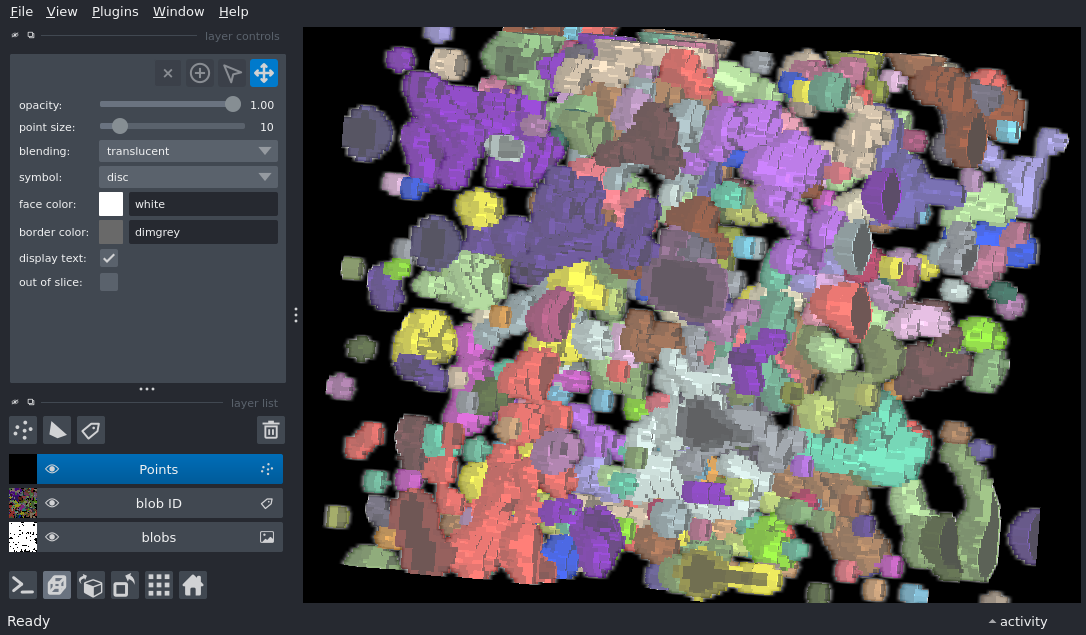 File View Plugins Window Help
layer controls
opacity: 1.00
point size: 10
blending: translucent
symbol: disc
face color: white
border color: dimgrey
display text:
out of slice:
layer list
Points
blob ID
blobs
Ready
activity